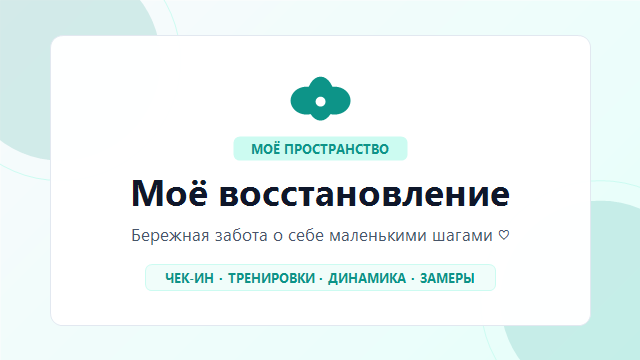 МОЁ ПРОСТРАНСТВО
Моё восстановление
Бережная забота о себе маленькими шагами ♡
ЧЕК-ИН · ТРЕНИРОВКИ · ДИНАМИКА · ЗАМЕРЫ